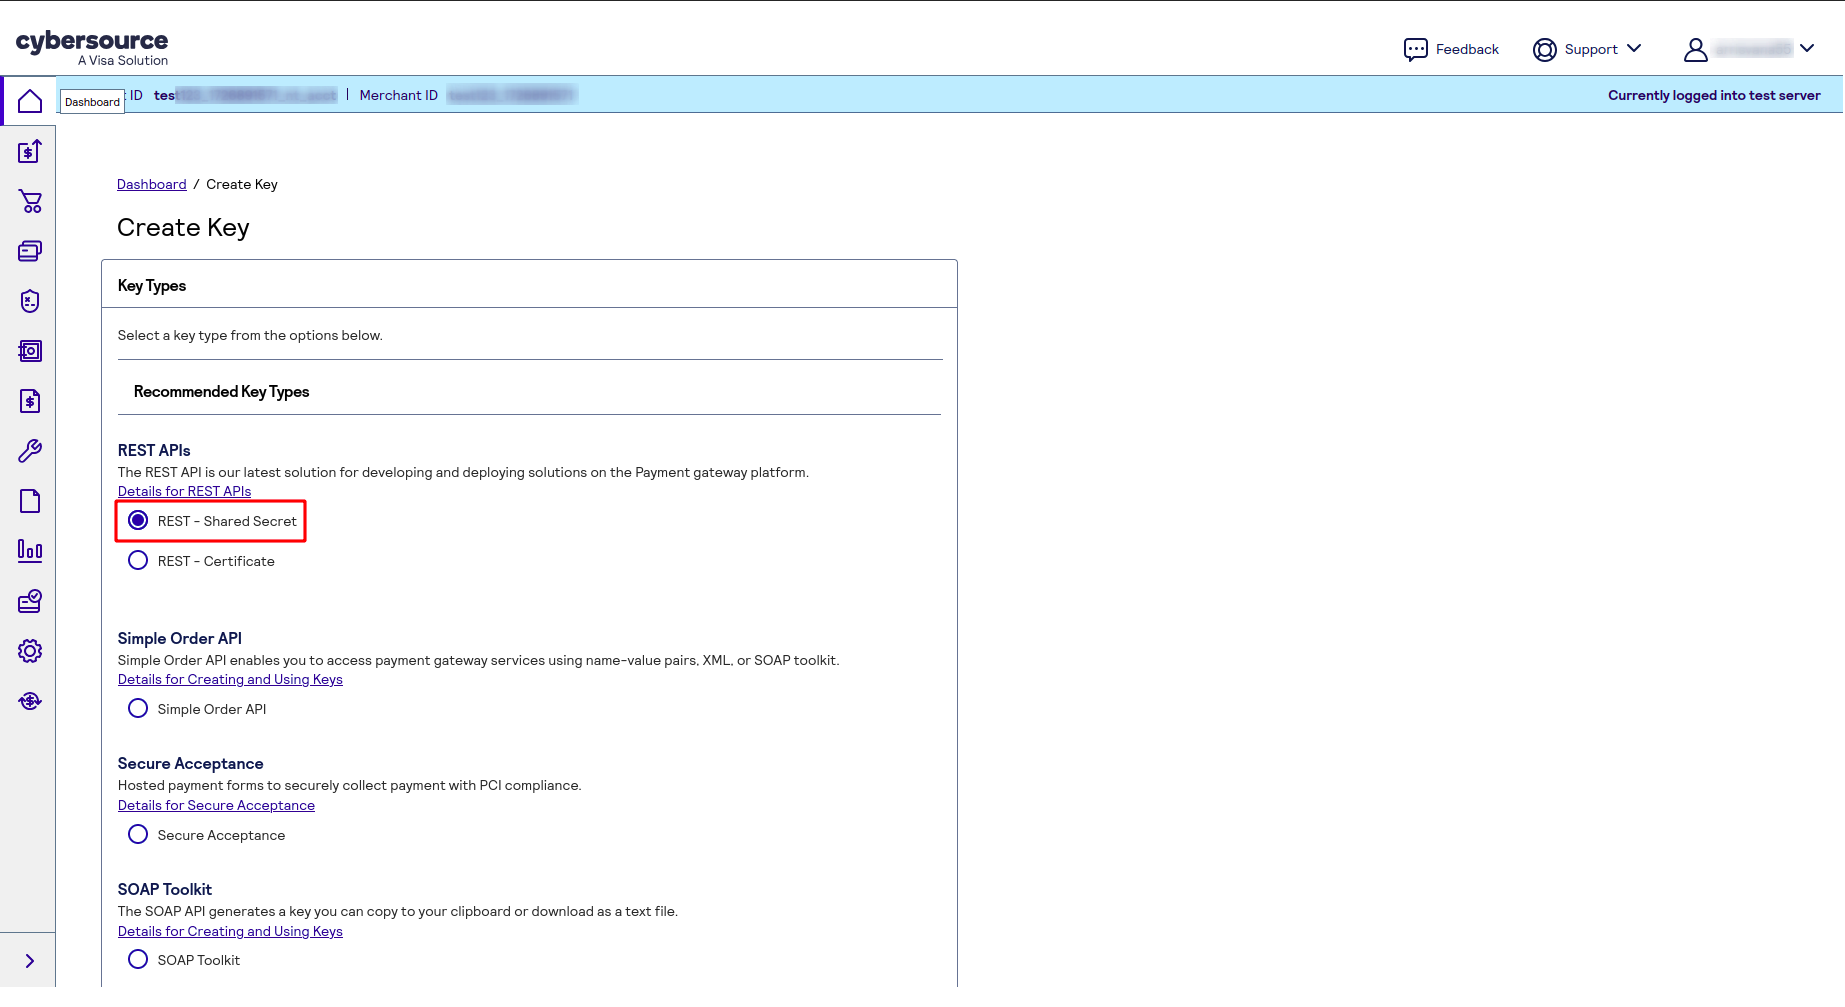 cybersource
A Visa Solution
Feedback
Support
Dashboard
ID
Merchant ID
Currently logged into test server
Dashboard / Create Key
Create Key
Key Types
Select a key type from the options below.
Recommended Key Types
REST APIs
The REST API is our latest solution for developing and deploying solutions on the Payment gateway platform.
Details for REST APIs
REST - Shared Secret
REST - Certificate
Simple Order API
Simple Order API enables you to access payment gateway services using name-value pairs, XML, or SOAP toolkit.
Details for Creating and Using Keys
Simple Order API
Secure Acceptance
Hosted payment forms to securely collect payment with PCI compliance.
Details for Secure Acceptance
Secure Acceptance
SOAP Toolkit
The SOAP API generates a key you can copy to your clipboard or download as a text file.
Details for Creating and Using Keys
SOAP Toolkit